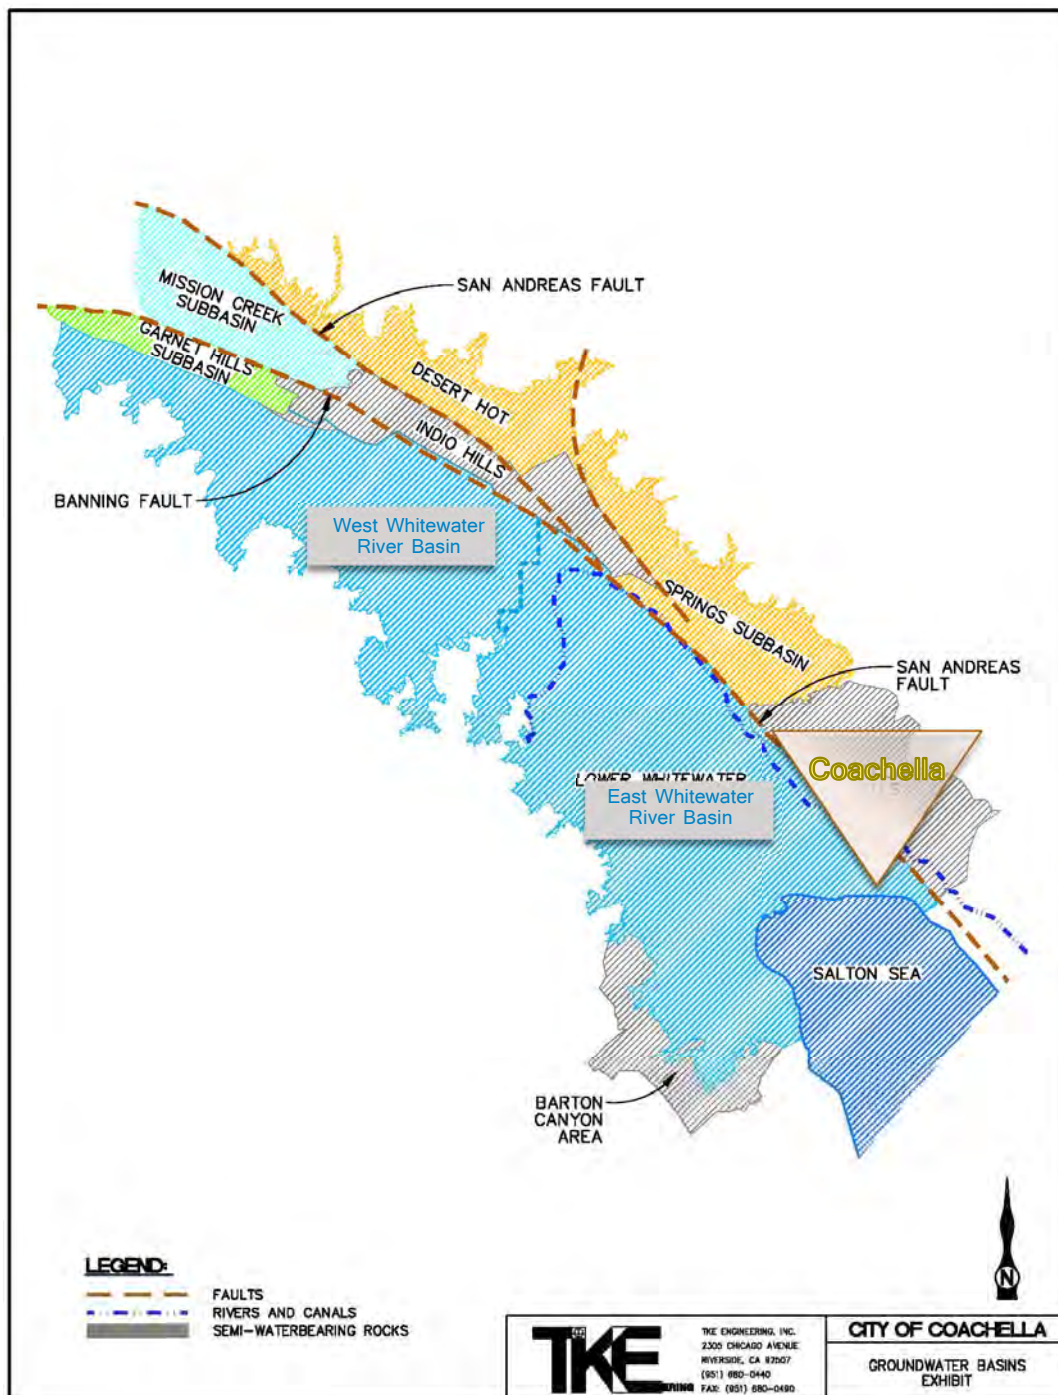 SAN ANDREAS FAULT
MISSION CREEK
SUBBASIN
GARNET HILLS
SUBBASIN
DESERT HOT
INDIO HILLS
BANNING FAULT
West Whitewater
River Basin
SPRINGS SUBBASIN
SAN ANDREAS
FAULT
Coachella
LOWER WHITEWATER
East Whitewater
River Basin
SALTON SEA
BARTON
CANYON
AREA
N
LEGEND:
FAULTS
RIVERS AND CANALS
SEMI-WATERBEARING ROCKS
TKE
TKE ENGINEERING, INC.
2305 CHICAGO AVENUE
RIVERSIDE, CA 92507
(951) 680-0440
FAX: (951) 680-0490
CITY OF COACHELLA
GROUNDWATER BASINS
EXHIBIT